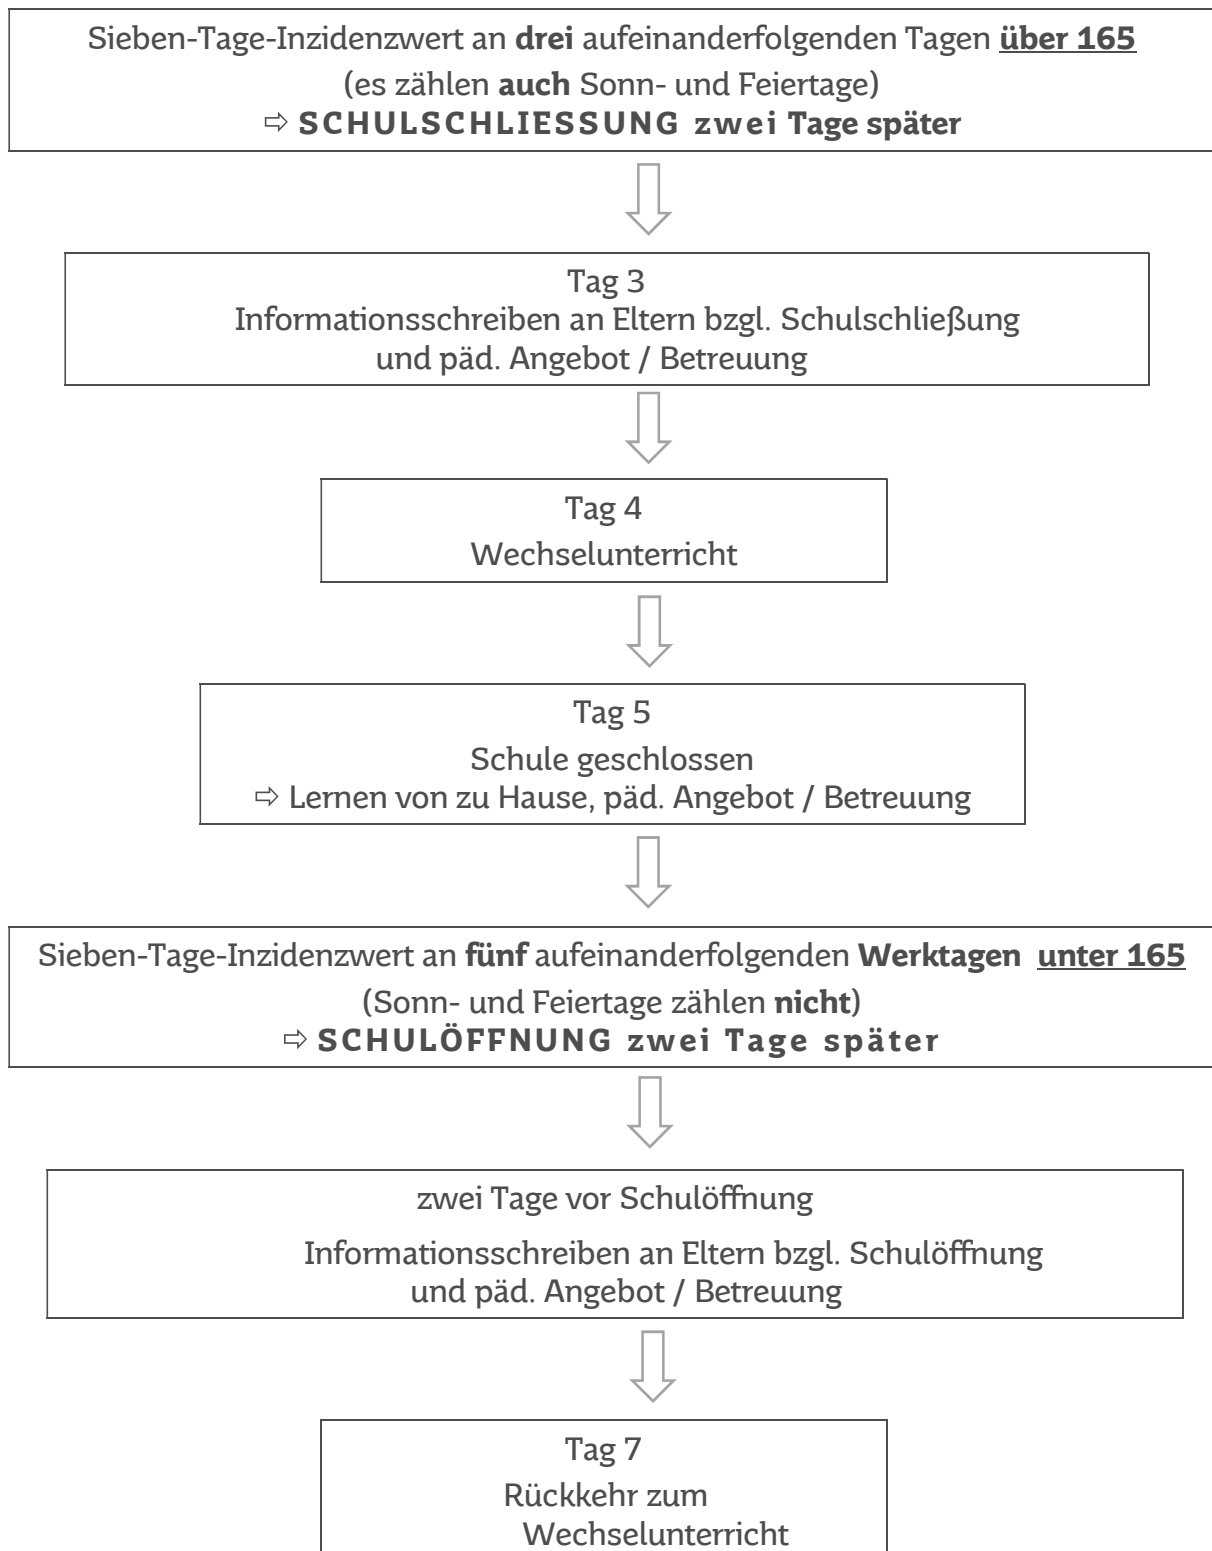 Sieben-Tage-Inzidenzwert an drei aufeinanderfolgenden Tagen über 165
(es zählen auch Sonn- und Feiertage)
⇨ SCHULSCHLIESSUNG zwei Tage später
Tag 3
Informationsschreiben an Eltern bzgl. Schulschließung
und päd. Angebot / Betreuung
Tag 4
Wechselunterricht
Tag 5
Schule geschlossen
⇨ Lernen von zu Hause, päd. Angebot / Betreuung
Sieben-Tage-Inzidenzwert an fünf aufeinanderfolgenden Werktagen unter 165
(Sonn- und Feiertage zählen nicht)
⇨ SCHULÖFFNUNG zwei Tage später
zwei Tage vor Schulöffnung
Informationsschreiben an Eltern bzgl. Schulöffnung
und päd. Angebot / Betreuung
Tag 7
Rückkehr zum
Wechselunterricht